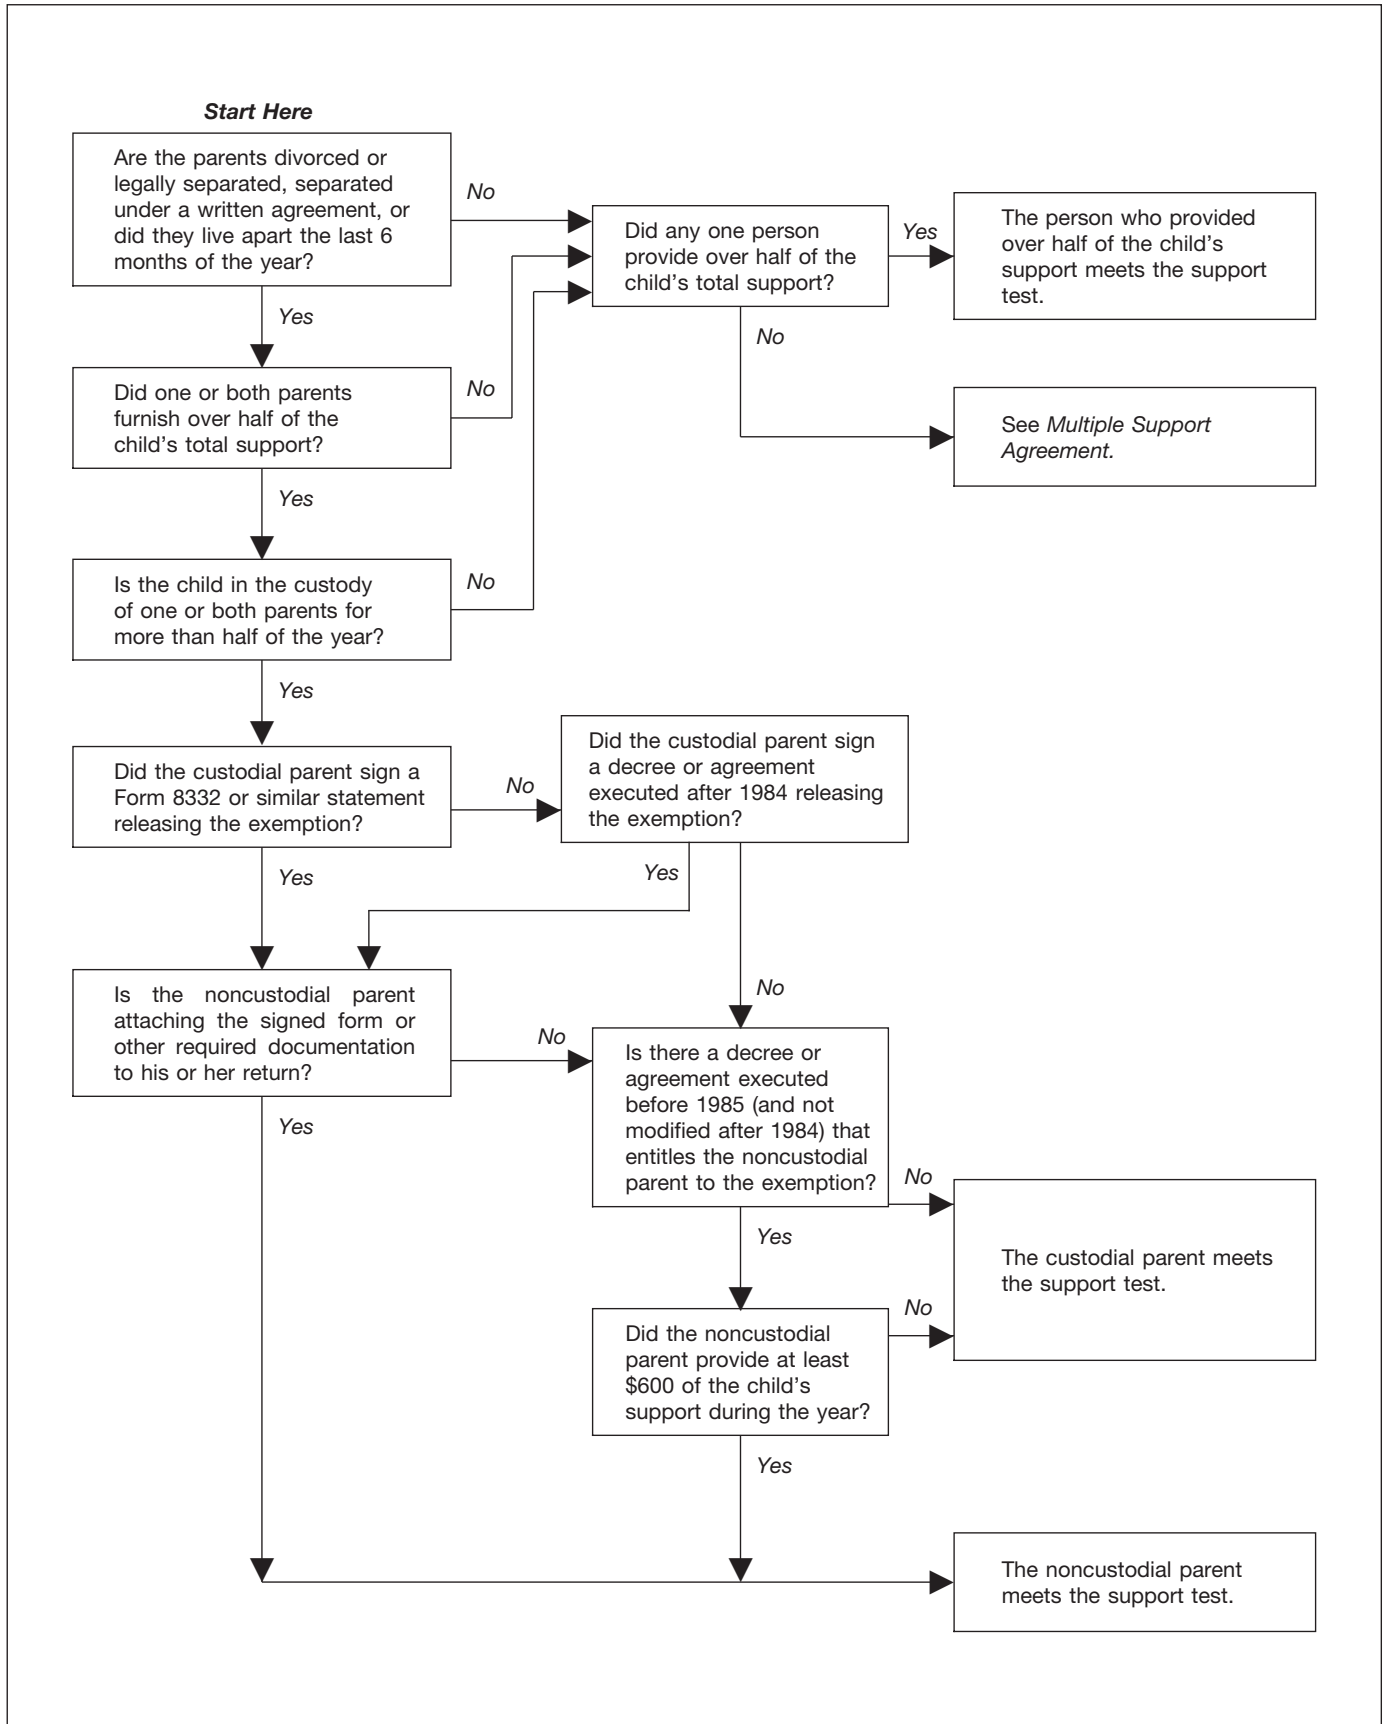 Start Here
Are the parents divorced or
legally separated, separated
under a written agreement, or
did they live apart the last 6
months of the year?
No
Did any one person
provide over half of the
child's total support?
Yes
The person who provided
over half of the child's
support meets the support
test.
Yes
No
Did one or both parents
furnish over half of the
child's total support?
No
See Multiple Support
Agreement.
Yes
Is the child in the custody
of one or both parents for
more than half of the year?
No
Yes
Did the custodial parent sign a
Form 8332 or similar statement
releasing the exemption?
No
Did the custodial parent sign
a decree or agreement
executed after 1984 releasing
the exemption?
Yes
Yes
No
Is the noncustodial parent
attaching the signed form or
other required documentation
to his or her return?
No
Is there a decree or
agreement executed
before 1985 (and not
modified after 1984) that
entitles the noncustodial
parent to the exemption?
Yes
No
Yes
The custodial parent meets
the support test.
Did the noncustodial
parent provide at least
$600 of the child's
support during the year?
No
Yes
The noncustodial parent
meets the support test.